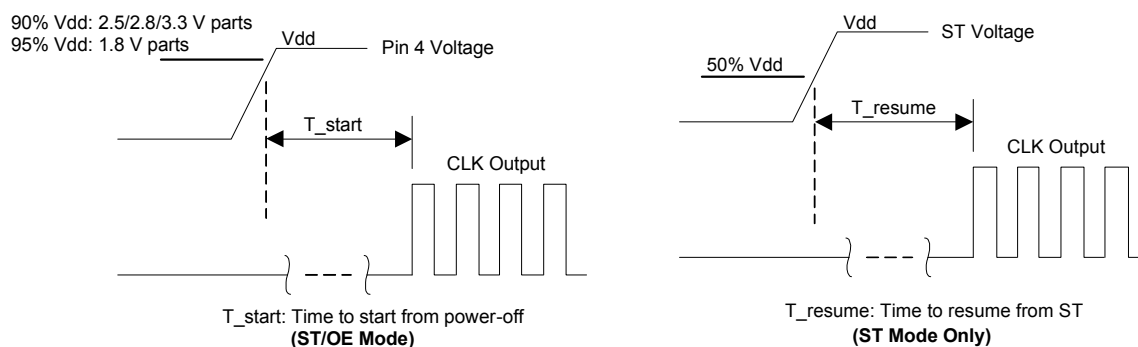 90% Vdd: 2.5/2.8/3.3 V parts
95% Vdd: 1.8 V parts
Vdd
Pin 4 Voltage
T_start
CLK Output
T_start: Time to start from power-off
(ST/OE Mode)
Vdd
ST Voltage
50% Vdd
T_resume
CLK Output
T_resume: Time to resume from ST
(ST Mode Only)